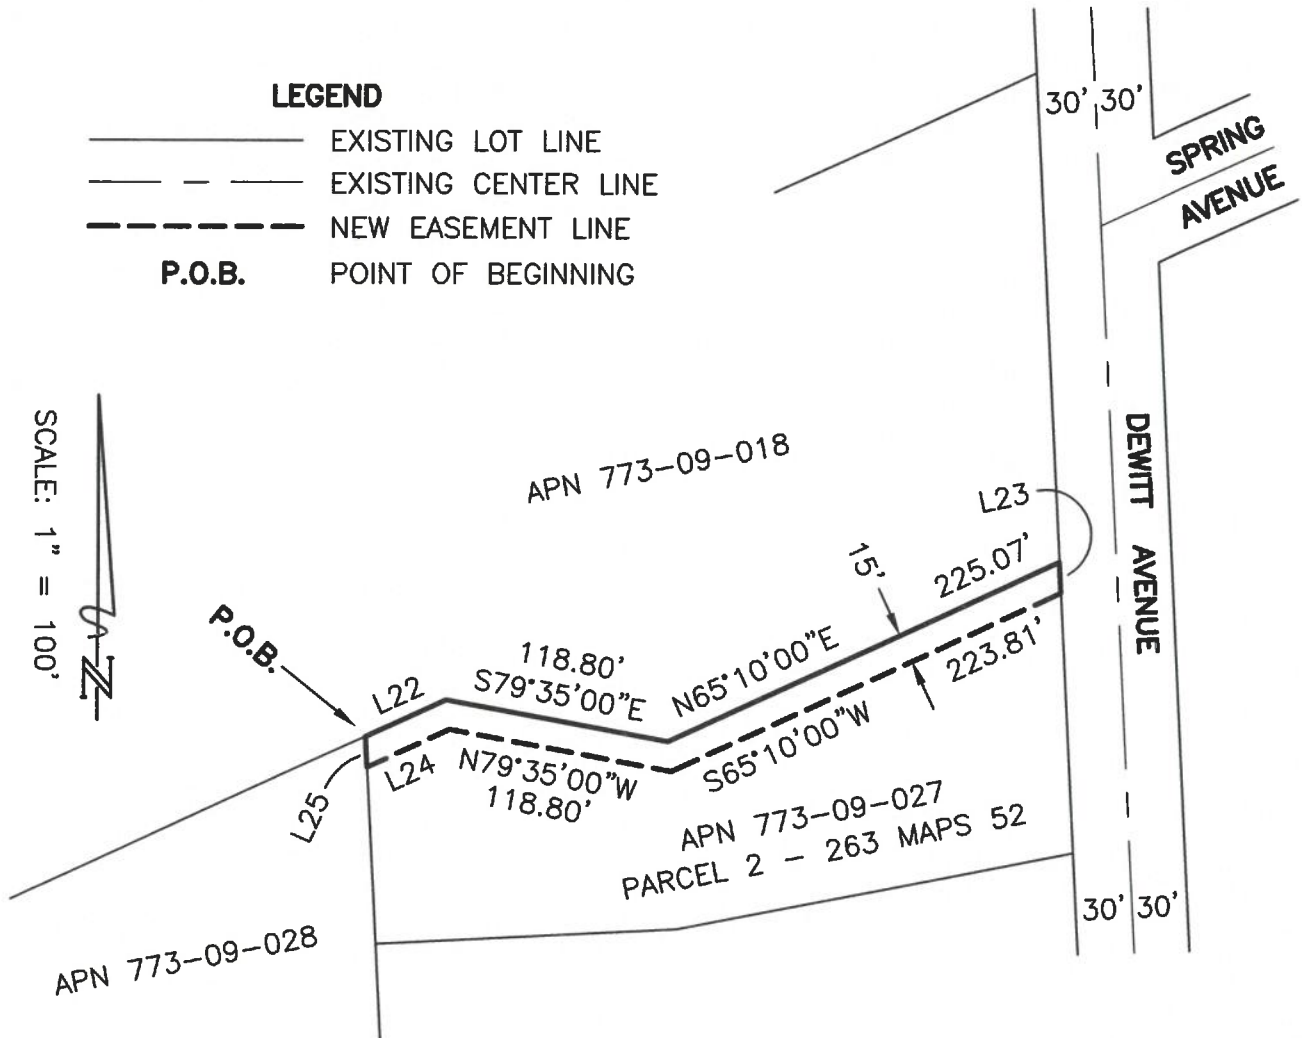 LEGEND
EXISTING LOT LINE
EXISTING CENTER LINE
NEW EASEMENT LINE
P.O.B. POINT OF BEGINNING
30' 30'
SPRING
AVENUE
SCALE: 1" = 100'
N
APN 773-09-018
DEWITT AVENUE
L23
15'
225.07'
P.O.B.
L22
118.80'
S79°35'00"E
N65°10'00"E
223.81'
S65°10'00"W
L24
N79°35'00"W
118.80'
L25
APN 773-09-027
PARCEL 2 - 263 MAPS 52
30' 30'
APN 773-09-028